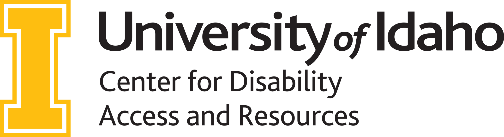 University of Idaho
Center for Disability
Access and Resources